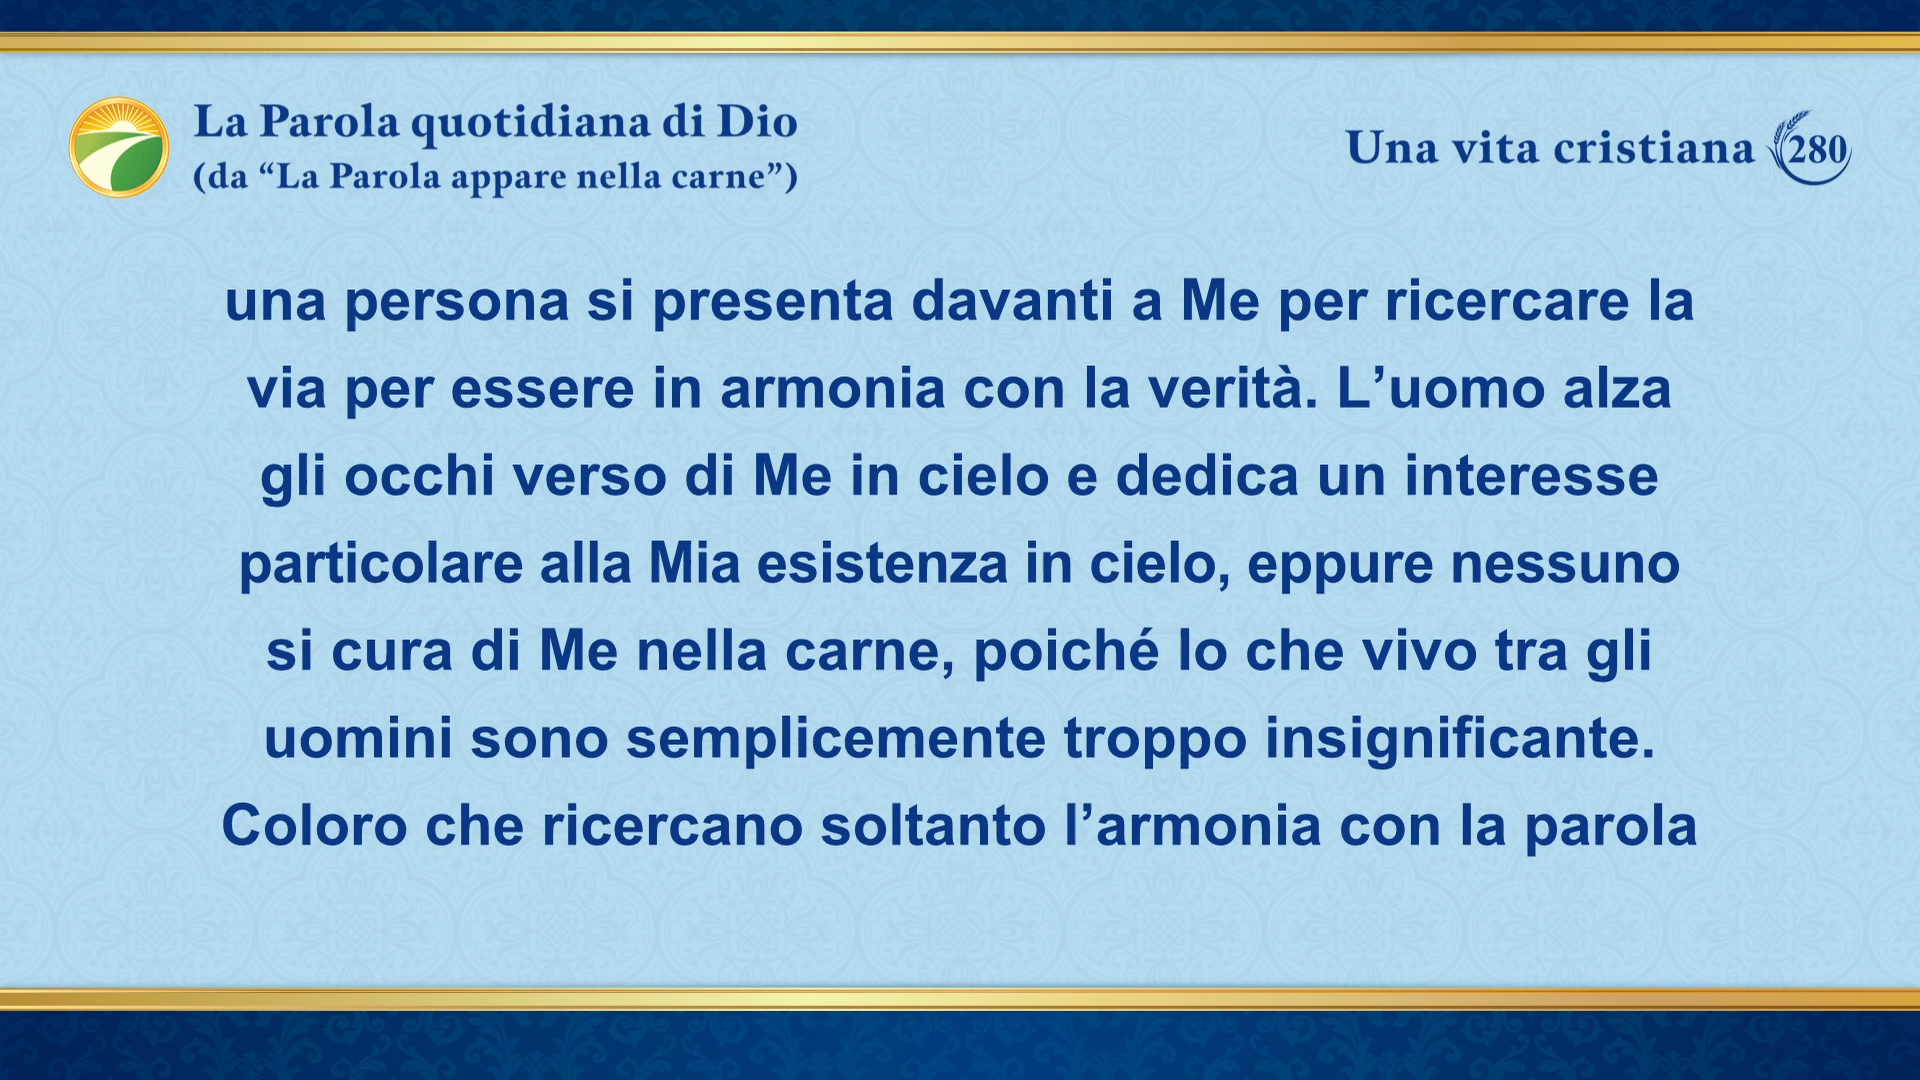 La Parola quotidiana di Dio
(da “La Parola appare nella carne”)
Una vita cristiana 280
una persona si presenta davanti a Me per ricercare la
via per essere in armonia con la verità. L’uomo alza
gli occhi verso di Me in cielo e dedica un interesse
particolare alla Mia esistenza in cielo, eppure nessuno
si cura di Me nella carne, poiché Io che vivo tra gli
uomini sono semplicemente troppo insignificante.
Coloro che ricercano soltanto l’armonia con la parola